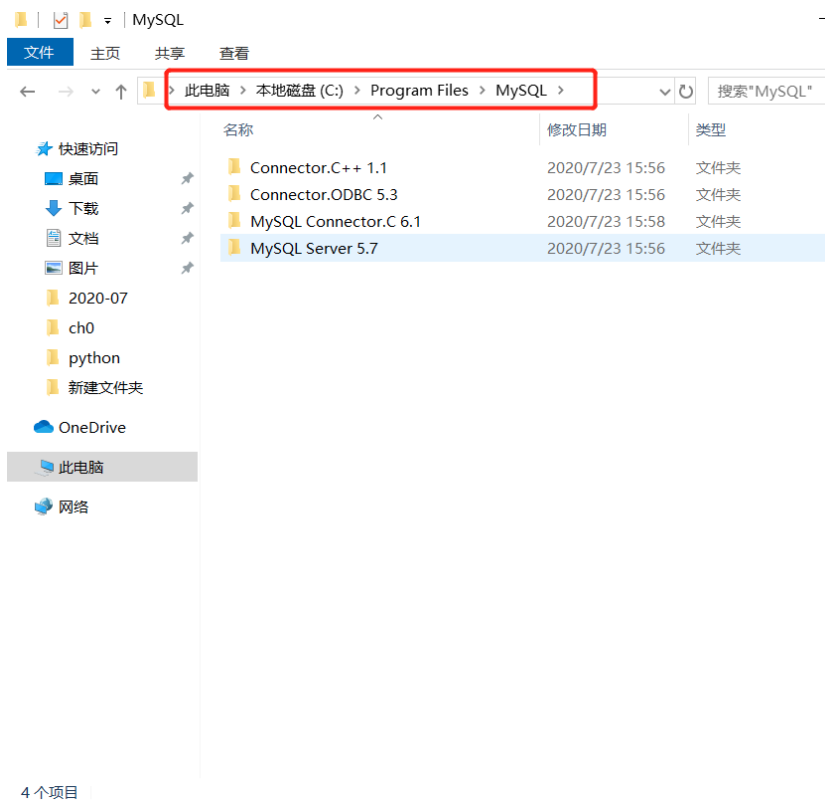 MySQL
文件 主页 共享 查看
此电脑 本地磁盘 (C:) Program Files MySQL 搜索"MySQL"
名称 修改日期 类型
快速访问
桌面
下载
文档
图片
2020-07
ch0
python
新建文件夹
OneDrive
此电脑
网络
Connector.C++ 1.1 2020/7/23 15:56 文件夹
Connector.ODBC 5.3 2020/7/23 15:56 文件夹
MySQL Connector.C 6.1 2020/7/23 15:58 文件夹
MySQL Server 5.7 2020/7/23 15:56 文件夹
4 个项目